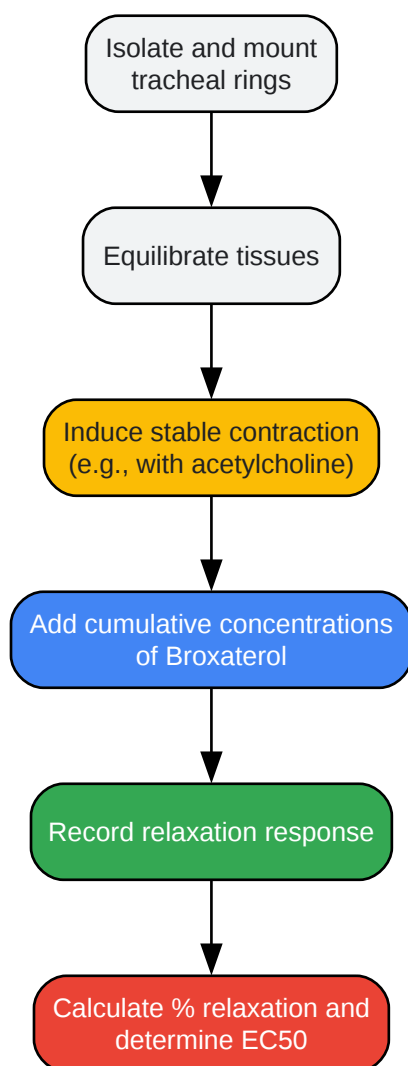 Isolate and mount
tracheal rings
Equilibrate tissues
Induce stable contraction
(e.g., with acetylcholine)
Add cumulative concentrations
of Broxaterol
Record relaxation response
Calculate % relaxation and
determine EC50